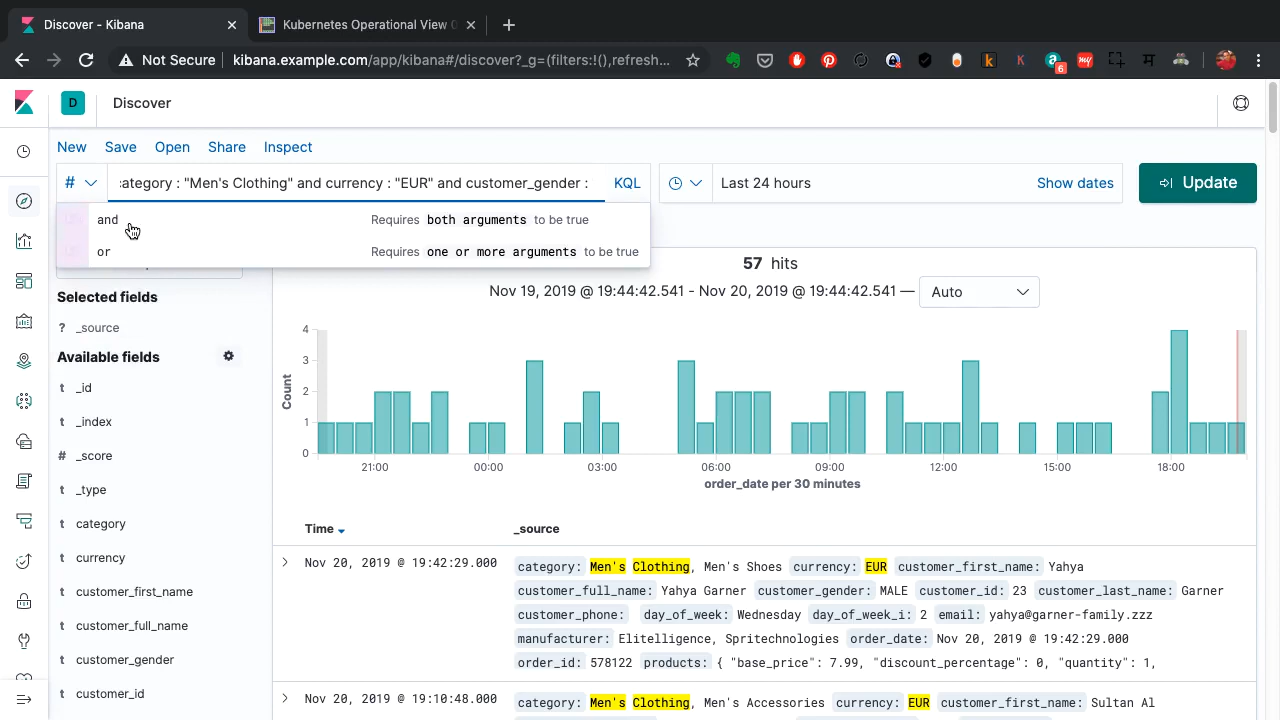 Discover - Kibana
Kubernetes Operational View
Not Secure kibana.example.com/app/kibana#/discover?_g=(filters:!(),refresh...
6
my
D Discover
New Save Open Share Inspect
# :ategory : "Men's Clothing" and currency : "EUR" and customer_gender : KQL Last 24 hours Show dates Update
and Requires both arguments to be true
or Requires one or more arguments to be true
57 hits
Nov 19, 2019 @ 19:44:42.541 - Nov 20, 2019 @ 19:44:42.541 — Auto
Selected fields
? _source
Available fields
t _id
t _index
# _score
t _type
t category
t currency
t customer_first_name
t customer_full_name
t customer_gender
t customer_id
Count
4
3
2
1
0
21:00 00:00 03:00 06:00 09:00 12:00 15:00 18:00
order_date per 30 minutes
Time _source
Nov 20, 2019 @ 19:42:29.000 category: Men's Clothing, Men's Shoes currency: EUR customer_first_name: Yahya
customer_full_name: Yahya Garner customer_gender: MALE customer_id: 23 customer_last_name: Garner
customer_phone: day_of_week: Wednesday day_of_week_i: 2 email: yahya@garner-family.zzz
manufacturer: Elitelligence, Spritechnologies order_date: Nov 20, 2019 @ 19:42:29.000
order_id: 578122 products: { "base_price": 7.99, "discount_percentage": 0, "quantity": 1,
Nov 20, 2019 @ 19:10:48.000 category: Men's Clothing, Men's Accessories currency: EUR customer_first_name: Sultan Al